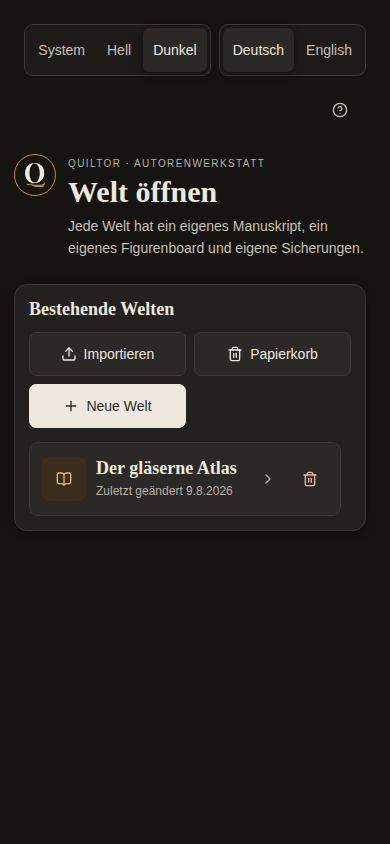 System Hell Dunkel Deutsch English
Q
QUILTOR · AUTORENWERKSTATT
Welt öffnen
Jede Welt hat ein eigenes Manuskript, ein
eigenes Figurenboard und eigene Sicherungen.
Bestehende Welten
Importieren Papierkorb
Neue Welt
Der gläserne Atlas
Zuletzt geändert 9.8.2026